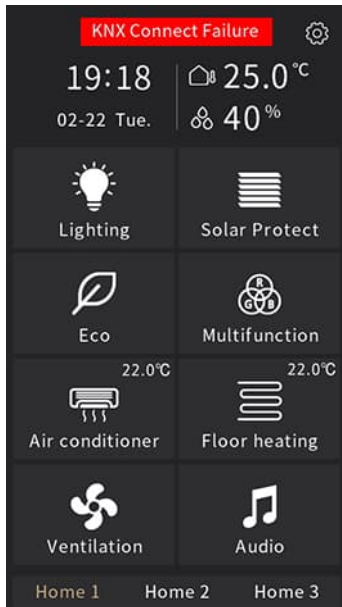 KNX Connect Failure
19:18
25.0°C
02-22 Tue.
40%
Lighting
Solar Protect
Eco
R
G B
Multifunction
22.0°C
22.0°C
Air conditioner
Floor heating
Ventilation
Audio
Home 1 Home 2 Home 3